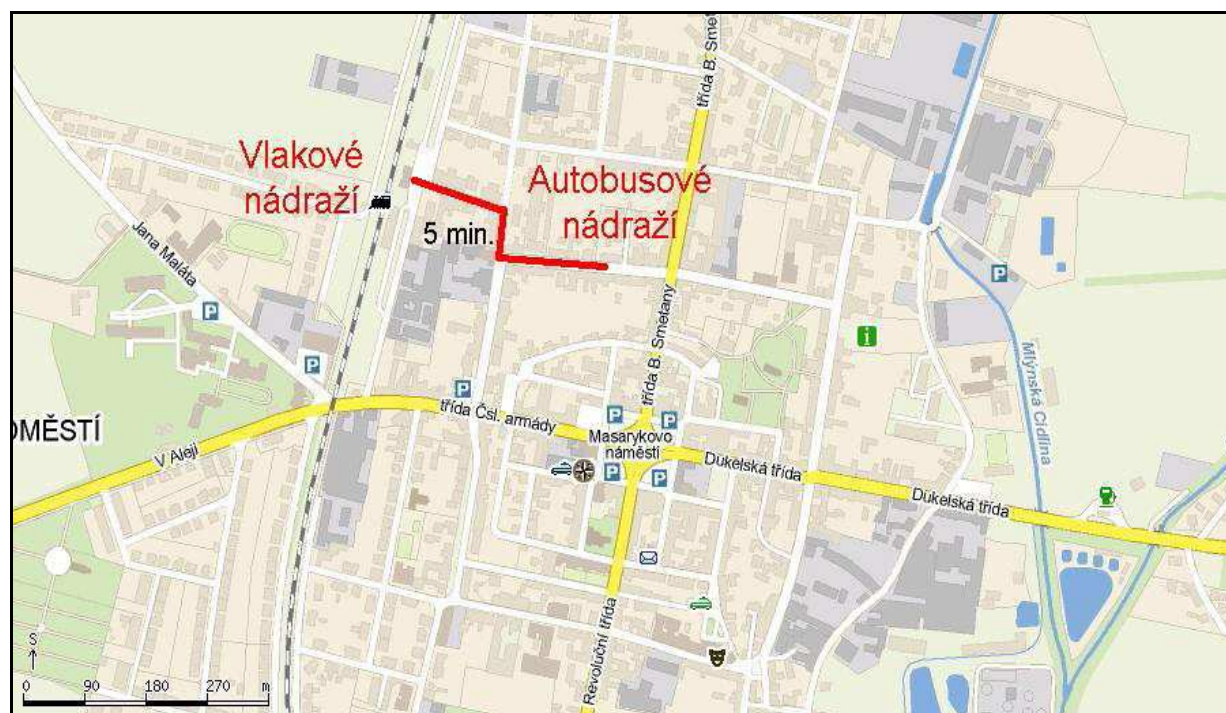 třída B. Smetany
Vlakové
nádraží
Autobusové
nádraží
5 min.
Jana Maláta
P
P
P
P
i
Mlýnská Cidlina
třída B. Smetany
P
P
P
třída Čsl. armády
Masarykovo
náměstí
DMĚSTÍ
V Aleji
P
P
Dukelská třída
Dukelská třída
Revoluční třída
S
0 90 180 270 m